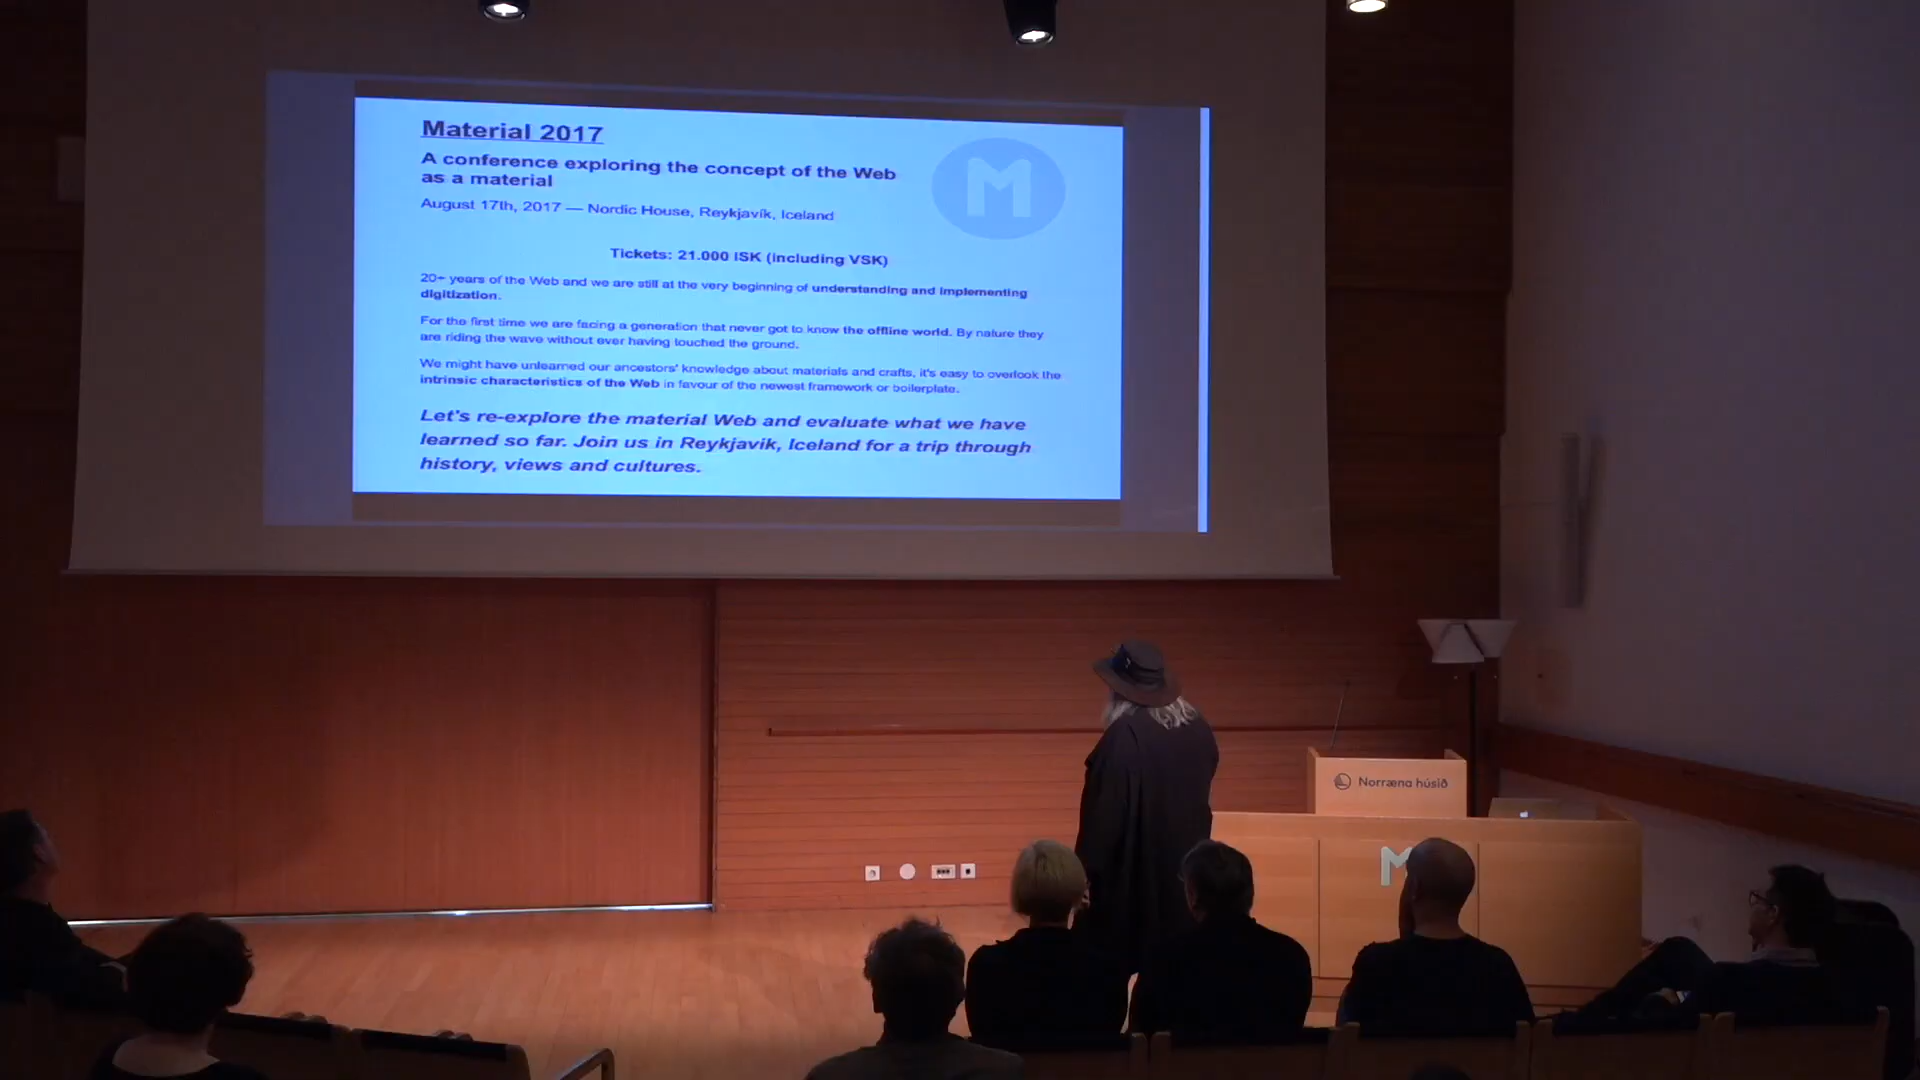 Material 2017
M
A conference exploring the concept of the Web
as a material
August 17th, 2017 — Nordic House, Reykjavík, Iceland
Tickets: 21.000 ISK (including VSK)
20+ years of the Web and we are still at the very beginning of understanding and implementing
digitization.
For the first time we are facing a generation that never got to know the offline world. By nature they
are riding the wave without ever having touched the ground.
We might have unlearned our ancestors' knowledge about materials and crafts, it's easy to overlook the
intrinsic characteristics of the Web in favour of the newest framework or boilerplate.
Let's re-explore the material Web and evaluate what we have
learned so far. Join us in Reykjavik, Iceland for a trip through
history, views and cultures.
Norræna húsið
M